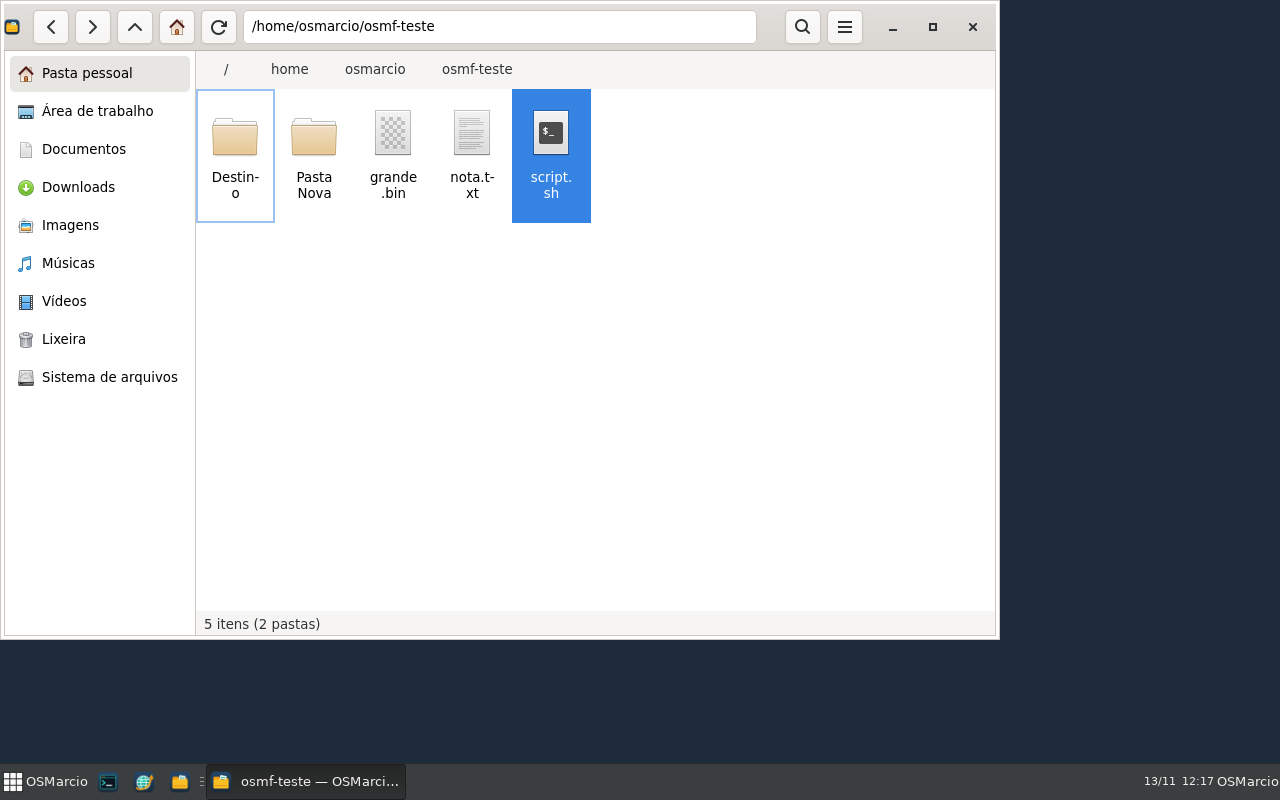 /home/osmarcio/osmf-teste
Pasta pessoal
Área de trabalho
Documentos
Downloads
Imagens
Músicas
Vídeos
Lixeira
Sistema de arquivos
/ home osmarcio osmf-teste
Destin-
o
Pasta
Nova
grande
.bin
nota.t-
xt
$_
script.
sh
5 itens (2 pastas)
OSMarcio
osmf-teste — OSMarci...
13/11 12:17 OSMarcio